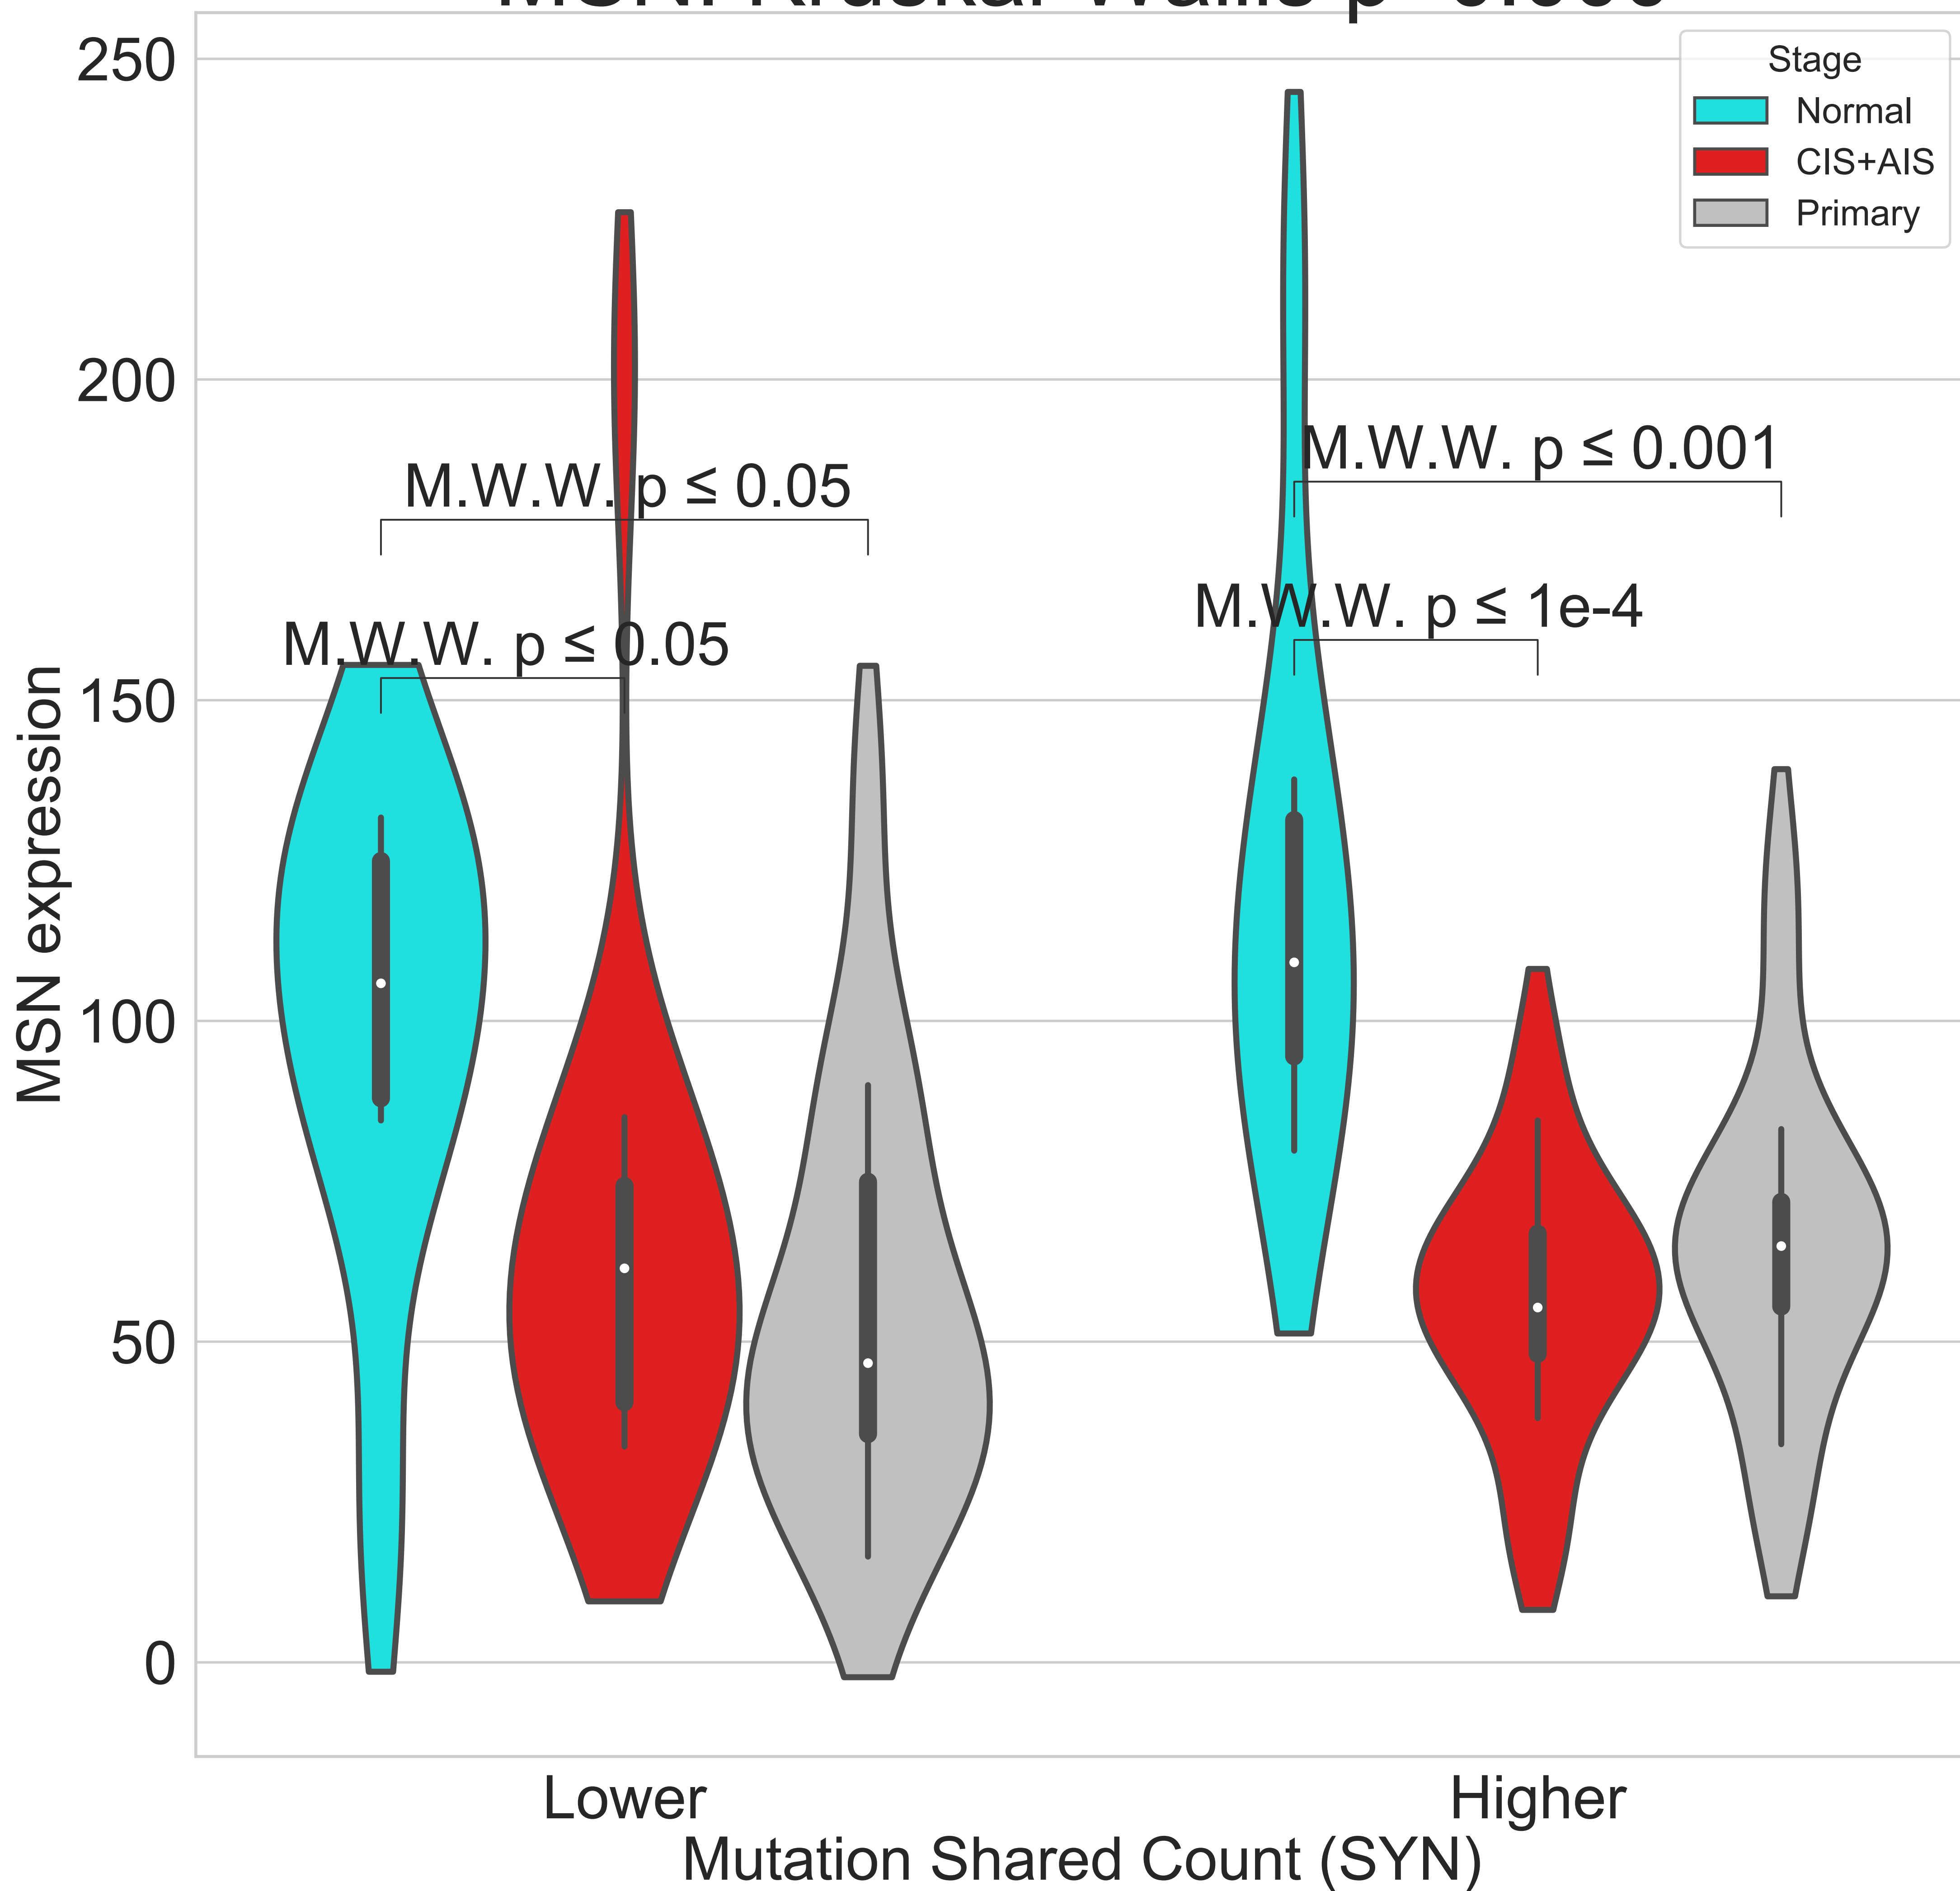 250
200
150
100
50
0
MSN expression
Stage
Normal
CIS+AIS
Primary
M.W.W. p ≤ 0.001
M.W.W. p ≤ 0.05
M.W.W. p ≤ 1e-4
M.W.W. p ≤ 0.05
Lower
Higher
Mutation Shared Count (SYN)